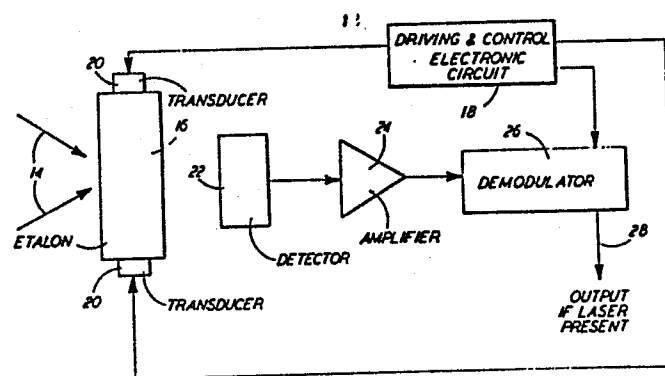 DRIVING & CONTROL
ELECTRONIC
CIRCUIT
18
20
TRANSDUCER
16
14
ETALON
20
TRANSDUCER
22
DETECTOR
24
AMPLIFIER
26
DEMODULATOR
28
OUTPUT
IF LASER
PRESENT